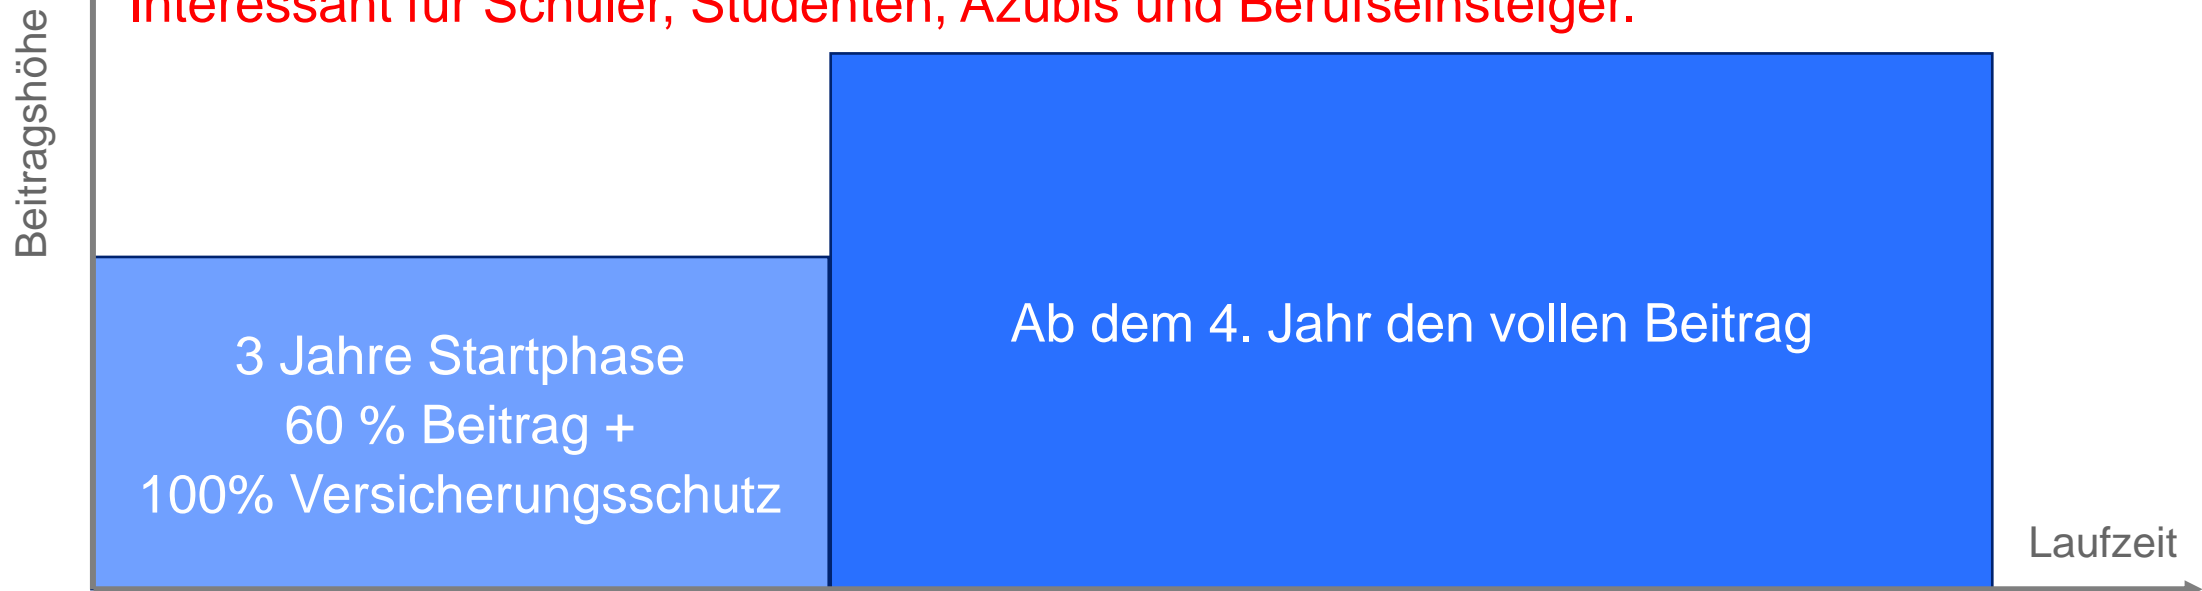 Interessant für Schüler, Studenten, Azubis und Berufseinsteiger.
Beitragshöhe
Ab dem 4. Jahr den vollen Beitrag
3 Jahre Startphase
60 % Beitrag +
100% Versicherungsschutz
Laufzeit